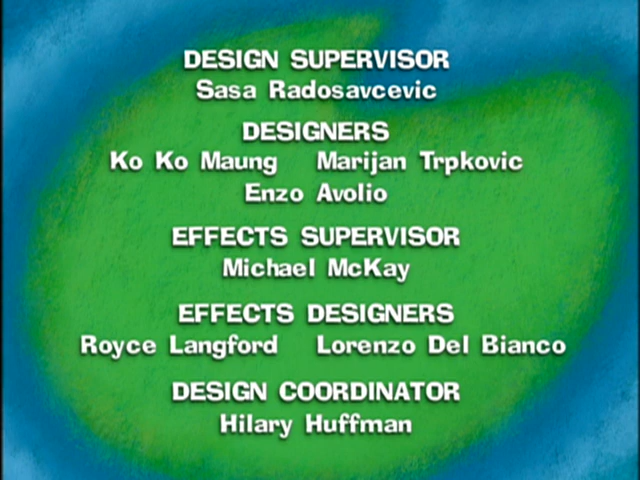 DESIGN SUPERVISOR
Sasa Radosavcevic
DESIGNERS
Ko Ko Maung Marijan Trpkovic
Enzo Avolio
EFFECTS SUPERVISOR
Michael McKay
EFFECTS DESIGNERS
Royce Langford Lorenzo Del Bianco
DESIGN COORDINATOR
Hilary Huffman